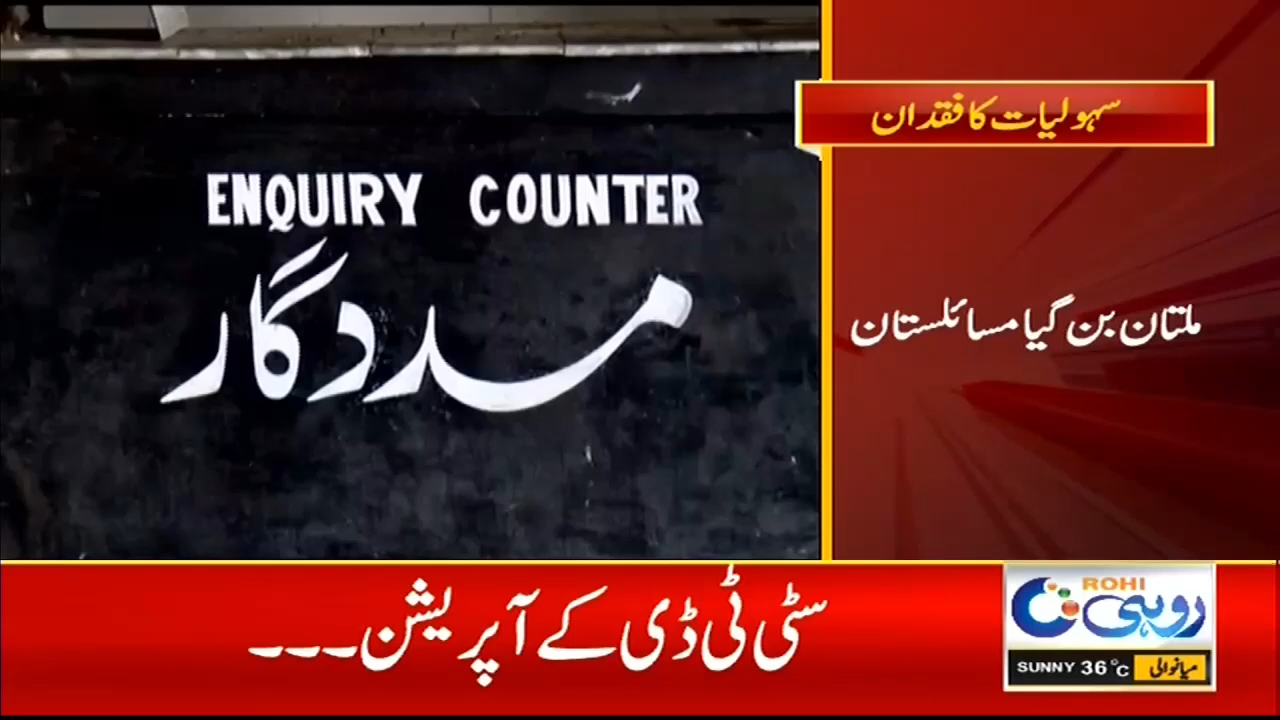 ENQUIRY COUNTER
مددگار
سہولیات کا فقدان
ملتان بن گیا مسائلستان
سٹی ٹی ڈی کے آپریشن۔۔۔
ROHI
روہی
SUNNY 36°C
میانوالی